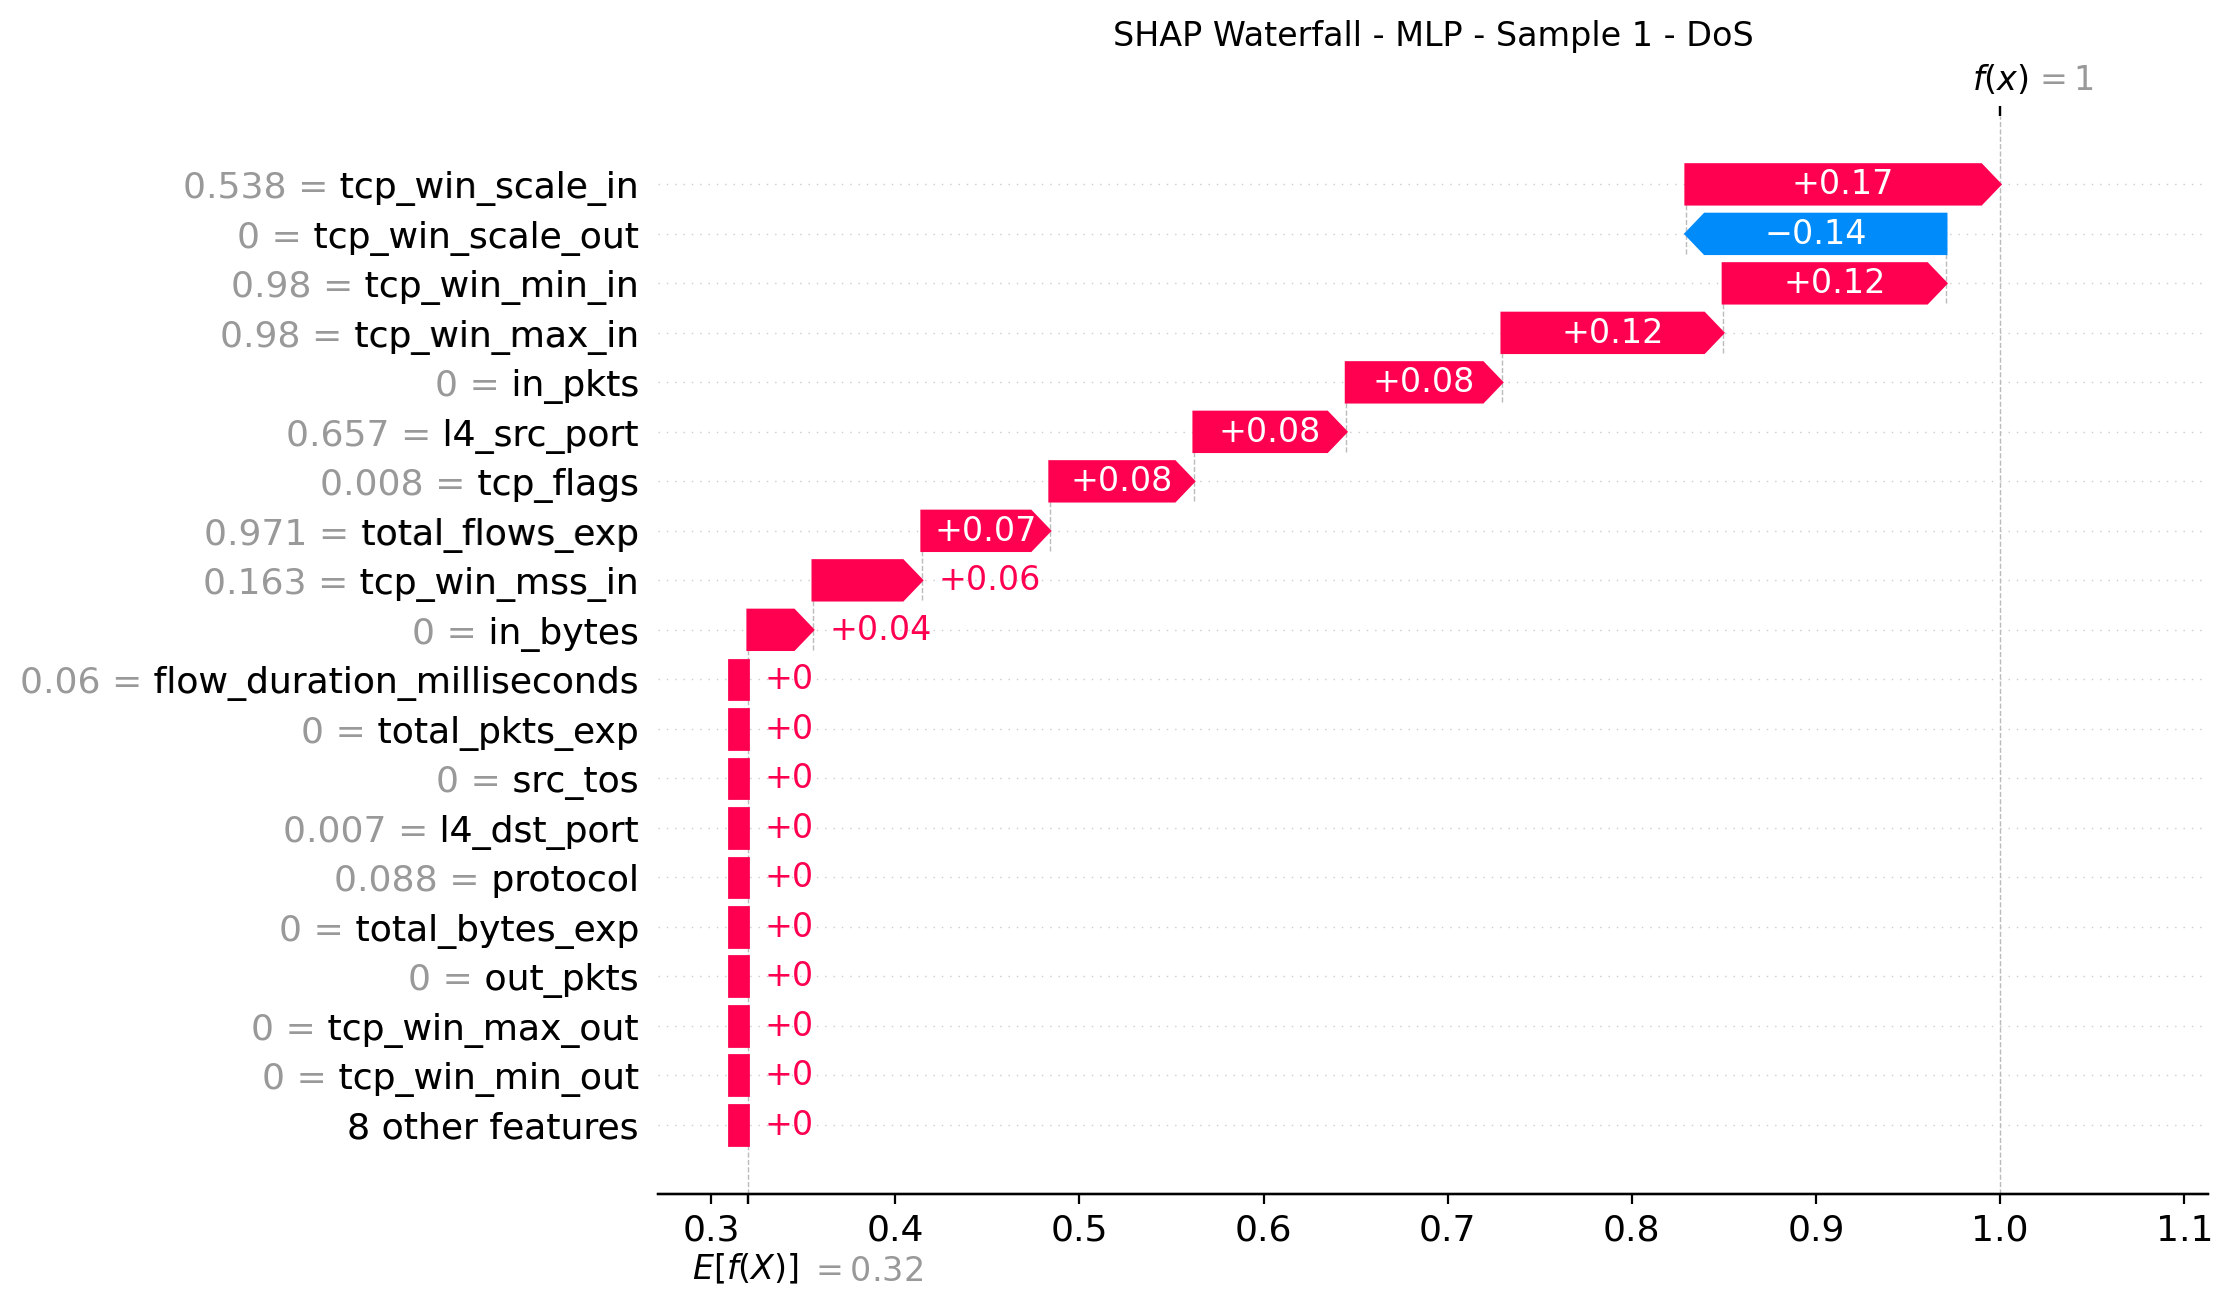 SHAP Waterfall - MLP - Sample 1 - DoS
f(x) = 1
0.538 = tcp_win_scale_in +0.17
0 = tcp_win_scale_out −0.14
0.98 = tcp_win_min_in +0.12
0.98 = tcp_win_max_in +0.12
0 = in_pkts +0.08
0.657 = l4_src_port +0.08
0.008 = tcp_flags +0.08
0.971 = total_flows_exp +0.07
0.163 = tcp_win_mss_in +0.06
0 = in_bytes +0.04
0.06 = flow_duration_milliseconds +0
0 = total_pkts_exp +0
0 = src_tos +0
0.007 = l4_dst_port +0
0.088 = protocol +0
0 = total_bytes_exp +0
0 = out_pkts +0
0 = tcp_win_max_out +0
0 = tcp_win_min_out +0
8 other features +0
0.3 0.4 0.5 0.6 0.7 0.8 0.9 1.0 1.1
E[f(X)] = 0.32